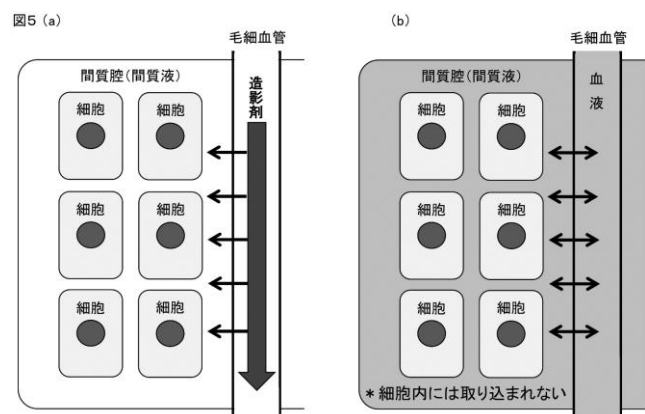 図5 (a)
毛細血管
間質腔(間質液)
造影剤
細胞 細胞
細胞 細胞
細胞 細胞
(b)
毛細血管
間質腔(間質液)
血液
細胞 細胞
細胞 細胞
細胞 細胞
* 細胞内には取り込まれない